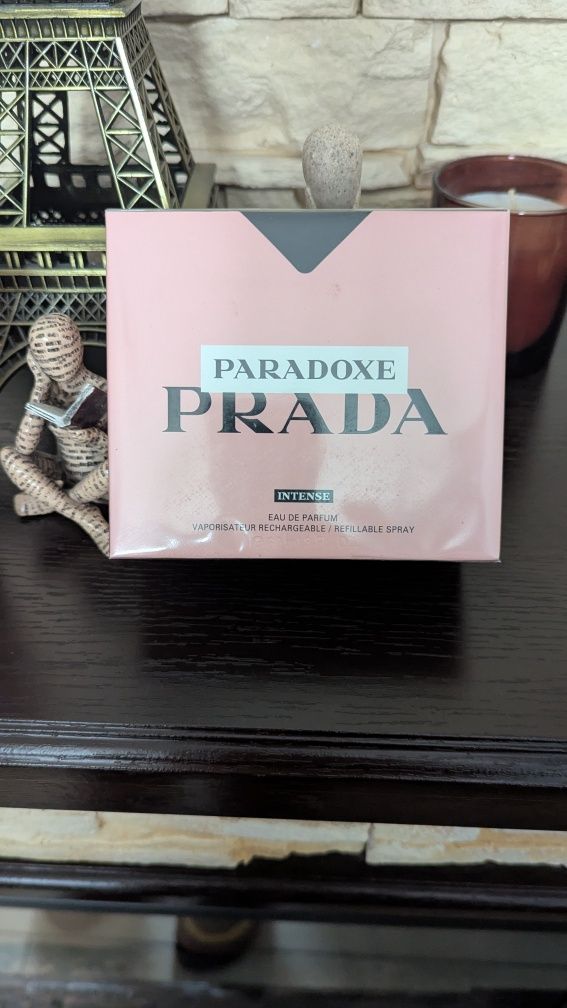 PARADOXE
PRADA
INTENSE
EAU DE PARFUM
VAPORISATEUR RECHARGEABLE / REFILLABLE SPRAY